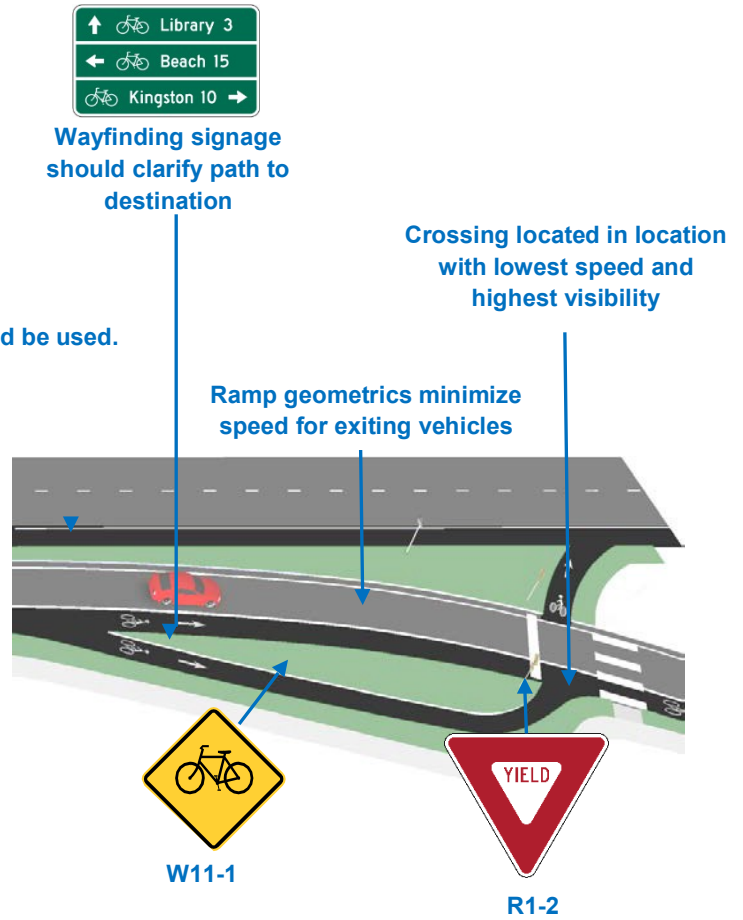 Library 3
Beach 15
Kingston 10
Wayfinding signage
should clarify path to
destination
Crossing located in location
with lowest speed and
highest visibility
d be used.
Ramp geometrics minimize
speed for exiting vehicles
YIELD
W11-1
R1-2